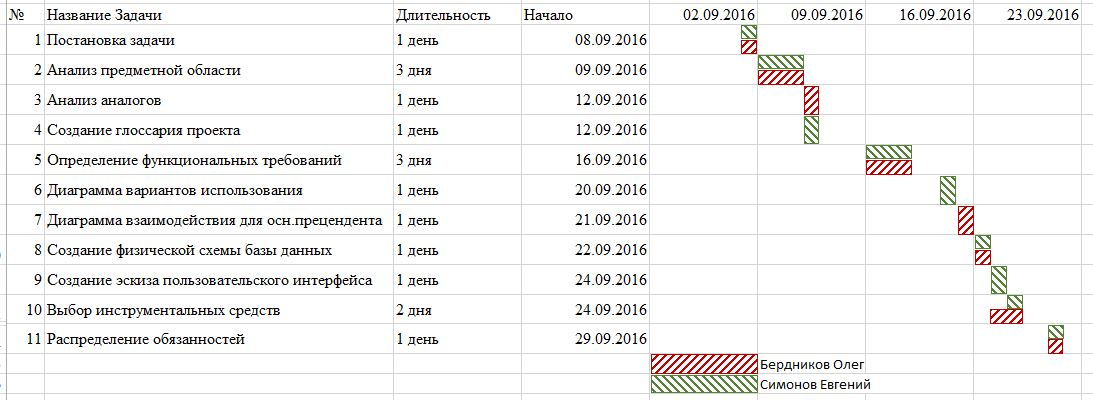 № Название Задачи Длительность Начало 02.09.2016 09.09.2016 16.09.2016 23.09.2016
1 Постановка задачи 1 день 08.09.2016
2 Анализ предметной области 3 дня 09.09.2016
3 Анализ аналогов 1 день 12.09.2016
4 Создание глоссария проекта 1 день 12.09.2016
5 Определение функциональных требований 3 дня 16.09.2016
6 Диаграмма вариантов использования 1 день 20.09.2016
7 Диаграмма взаимодействия для осн.прецендента 1 день 21.09.2016
8 Создание физической схемы базы данных 1 день 22.09.2016
9 Создание эскиза пользовательского интерфейса 1 день 24.09.2016
10 Выбор инструментальных средств 2 дня 24.09.2016
11 Распределение обязанностей 1 день 29.09.2016
Бердников Олег
Симонов Евгений